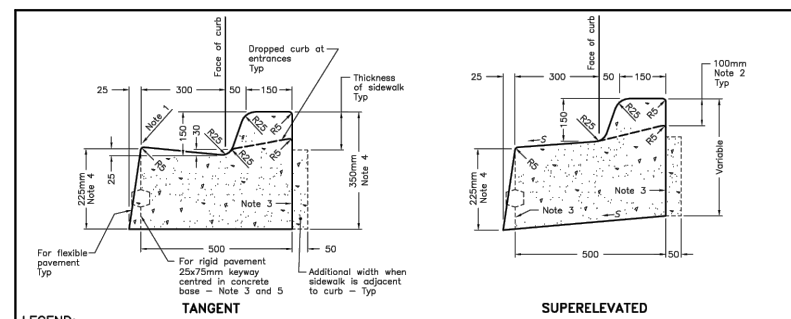 Face of curb
Dropped curb at
entrances
Typ
25
300
50
150
Thickness
of sidewalk
Typ
Note 1
150
30
R25
R25
R5
R25
R5
R5
25
225mm
Note 4
350mm
Note 4
Note 3
500
50
For flexible
pavement
Typ
For rigid pavement
25x75mm keyway
centred in concrete
base – Note 3 and 5
Additional width when
sidewalk is adjacent
to curb – Typ
TANGENT
Face of curb
25
300
50
150
100mm
Note 2
Typ
150
S
R25
R25
R5
R5
R5
225mm
Note 4
Variable
Note 3
Note 3
S
500
50
SUPERELEVATED
LEGEND: